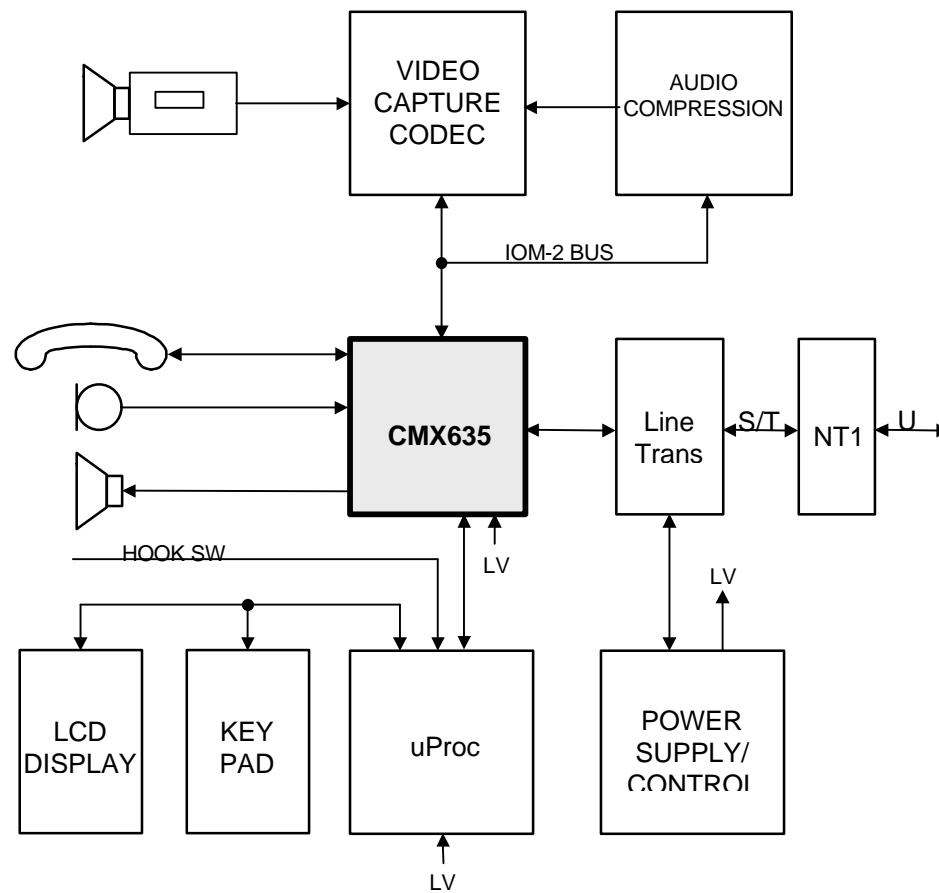 VIDEO
CAPTURE
CODEC
AUDIO
COMPRESSION
IOM-2 BUS
CMX635
Line
Trans
S/T
NT1
U
HOOK SW
LV
LV
LCD
DISPLAY
KEY
PAD
uProc
POWER
SUPPLY/
CONTROL
LV